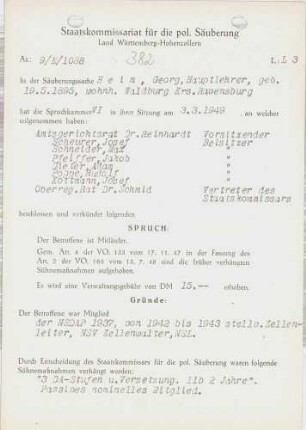 Staatskommissariat für die pol. Säuberung
Land Württemberg-Hohenzollern
Az: 9/1/1088
382
L: L 3
In der Säuberungssache Heim, Georg, Hauptlehrer, geb.
19.5.1895, wohnh. Waldburg Krs. Ravensburg
hat die Spruchkammer VI in ihrer Sitzung am 3.3.1949, an welcher
teilgenommen haben:
Amtsgerichtsrat Dr. Reinhardt Vorsitzender
Scheurer, Josef Beisitzer
Schneider, Max "
Pfeiffer, Jakob "
Adam "
Rudolf "
Kottmann, Josef "
Oberreg. Rat Dr. Schmid Vertreter des
Staatskommissars
beschlossen und verkündet folgenden
SPRUCH:
Der Betroffene ist Mitläufer.
Gem. Art. 4 der VO. 133 vom 17. 11. 47 in der Fassung des
Art. 2 der VO. 165 vom 13. 7. 48 sind die früher verhängten
Sühnemaßnahmen aufgehoben.
Es wird eine Verwaltungsgebühr von DM 15.-- erhoben.
Gründe:
Der Betroffene war Mitglied
der NSDAP 1937, von 1942 bis 1943 stellv. Zellen-
leiter, NSV Zellenwalter, NSL.
Durch Entscheidung des Staatskommissars für die pol. Säuberung waren folgende
Sühnemaßnahmen verhängt worden:
"3 DA-Stufen u. Versetzung. 11b 2 Jahre".
Passives nominelles Mitglied.